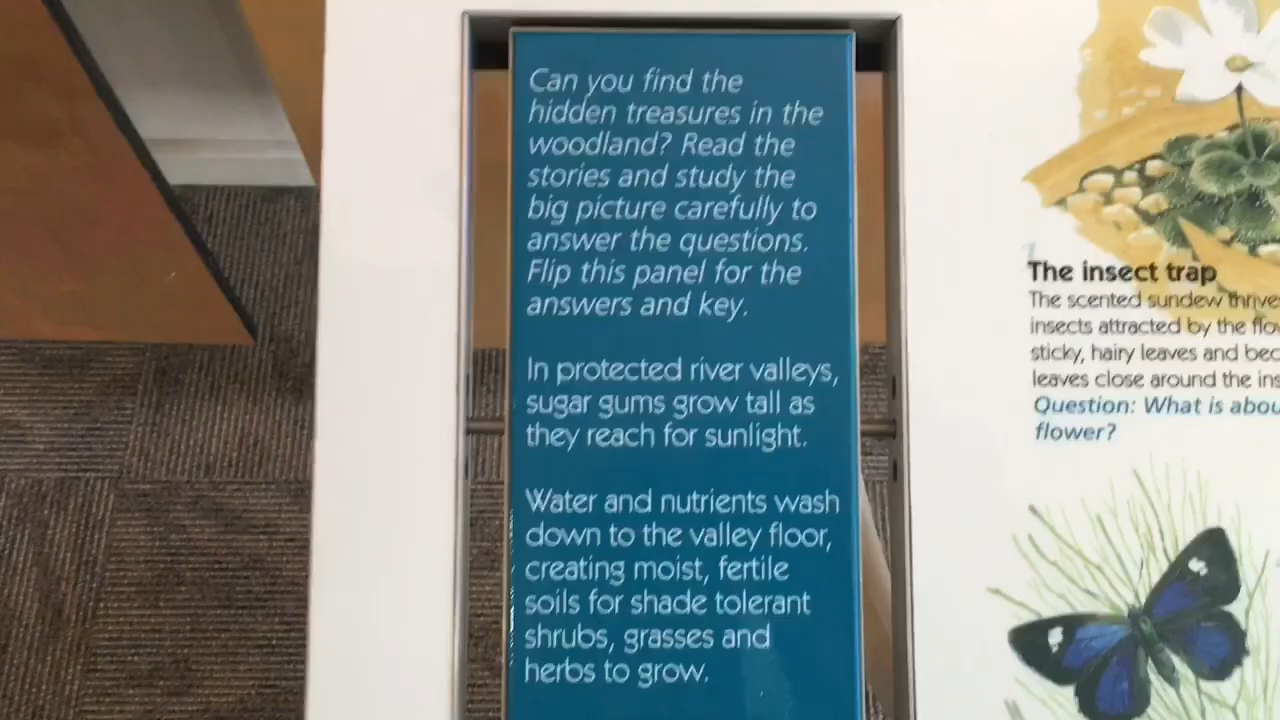 Can you find the
hidden treasures in the
woodland? Read the
stories and study the
big picture carefully to
answer the questions.
Flip this panel for the
answers and key.
In protected river valleys,
sugar gums grow tall as
they reach for sunlight.
Water and nutrients wash
down to the valley floor,
creating moist, fertile
soils for shade tolerant
shrubs, grasses and
herbs to grow.
The insect trap
The scented sundew
insects attracted by the
sticky, hairy leaves and
leaves close around the
Question: What is
flower?